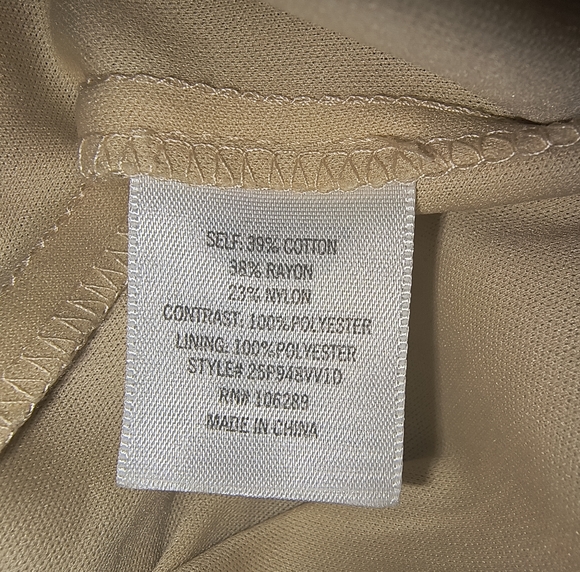 SELF: 39% COTTON
38% RAYON
23% NYLON
CONTRAST: 100%POLYESTER
LINING: 100%POLYESTER
STYLE# 25P948VV1D
RN# 106289
MADE IN CHINA